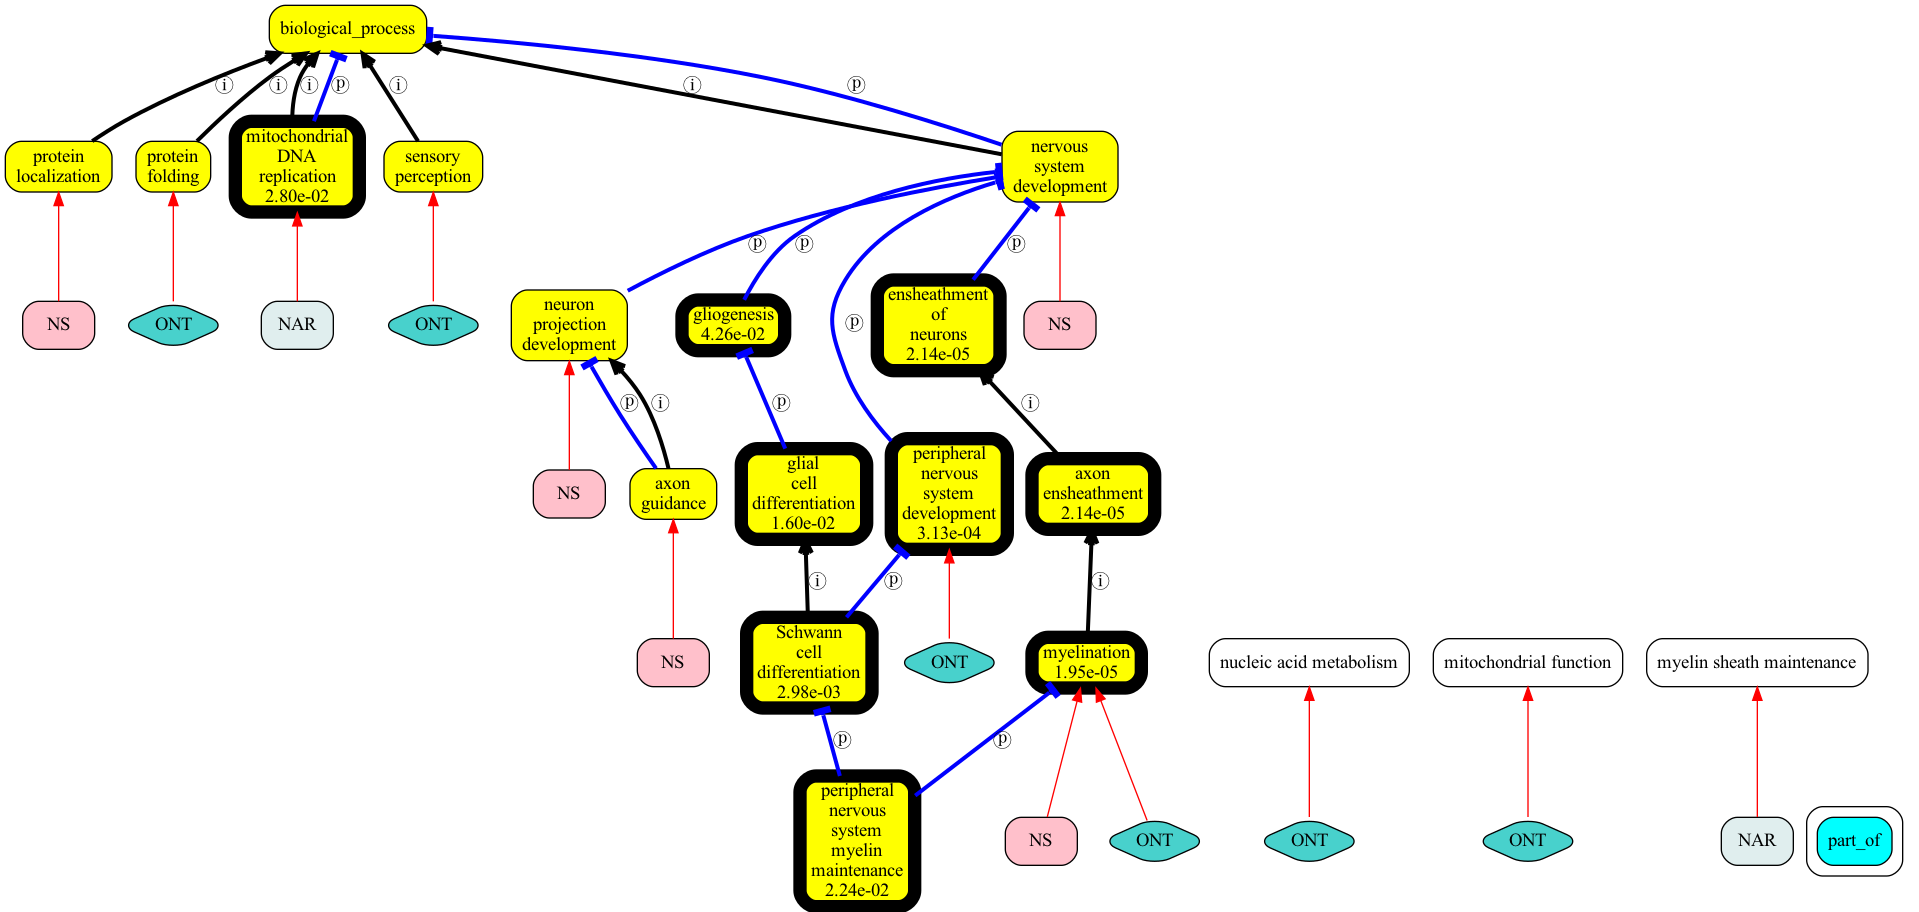 biological_process
i
i
i
p
i
i
p
protein
localization
protein
folding
mitochondrial
DNA
replication
2.80e-02
sensory
perception
nervous
system
development
p
p
p
p
NS
ONT
NAR
ONT
neuron
projection
development
gliogenesis
4.26e-02
ensheathment
of
neurons
2.14e-05
NS
p
i
p
i
NS
axon
guidance
glial
cell
differentiation
1.60e-02
peripheral
nervous
system
development
3.13e-04
axon
ensheathment
2.14e-05
i
p
i
NS
Schwann
cell
differentiation
2.98e-03
ONT
myelination
1.95e-05
nucleic acid metabolism
mitochondrial function
myelin sheath maintenance
p
p
peripheral
nervous
system
myelin
maintenance
2.24e-02
NS
ONT
ONT
ONT
NAR
part_of